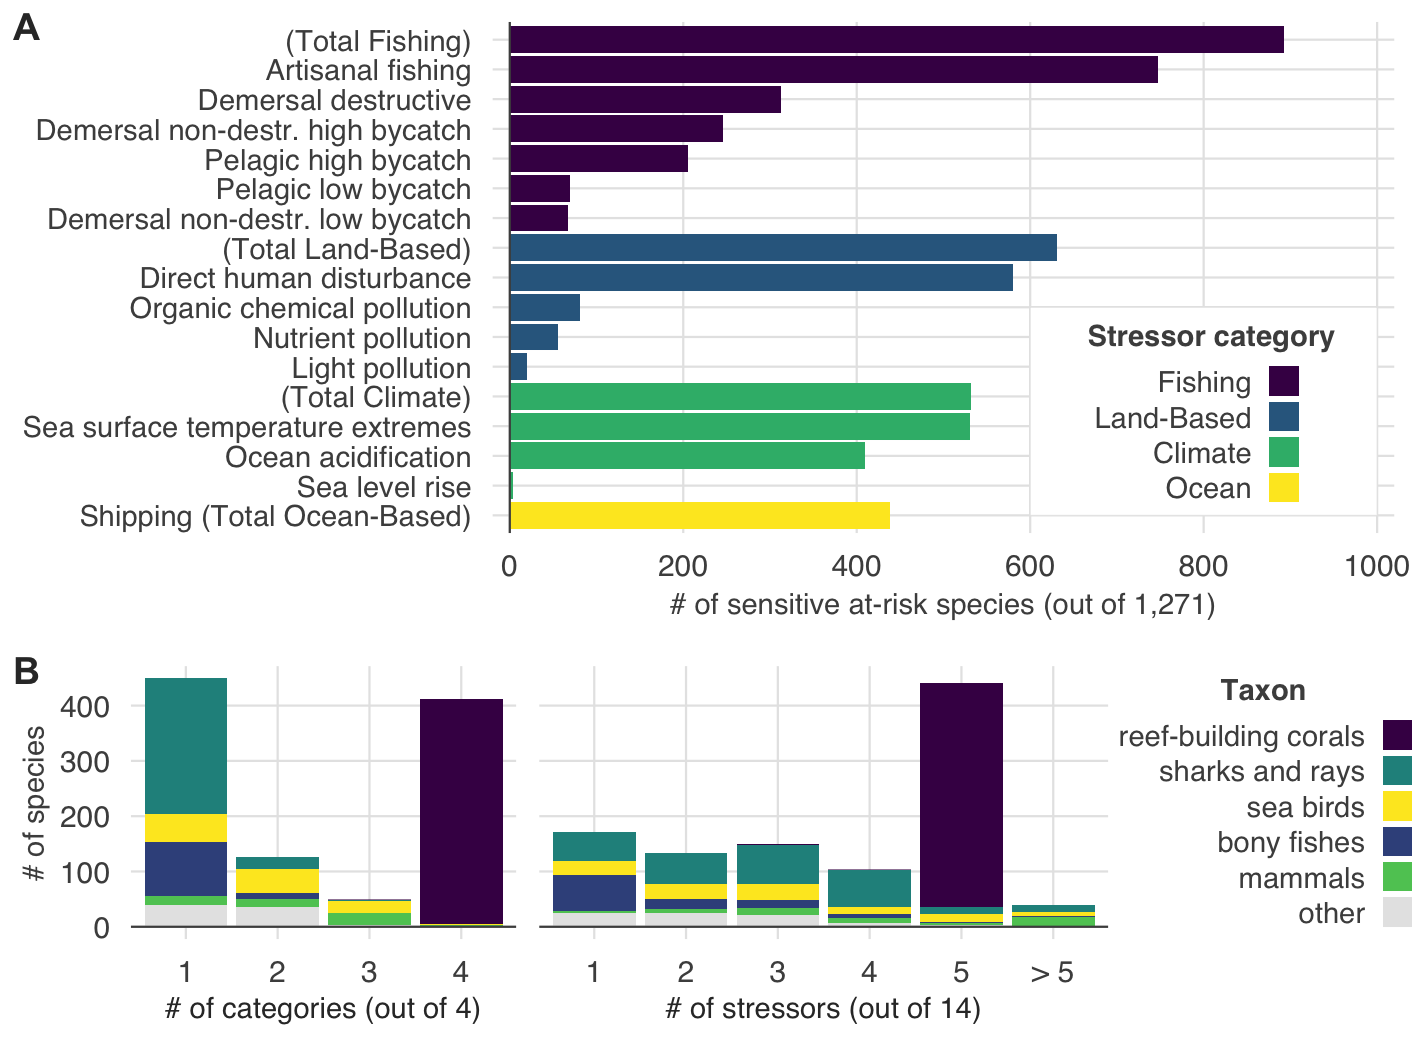 A
(Total Fishing)
Artisanal fishing
Demersal destructive
Demersal non-destr. high bycatch
Pelagic high bycatch
Pelagic low bycatch
Demersal non-destr. low bycatch
(Total Land-Based)
Direct human disturbance
Organic chemical pollution
Nutrient pollution
Light pollution
(Total Climate)
Sea surface temperature extremes
Ocean acidification
Sea level rise
Shipping (Total Ocean-Based)
Stressor category
Fishing
Land-Based
Climate
Ocean
0 200 400 600 800 1000
# of sensitive at-risk species (out of 1,271)
B
# of species
400
300
200
100
0
1 2 3 4
# of categories (out of 4)
1 2 3 4 5 > 5
# of stressors (out of 14)
Taxon
reef-building corals
sharks and rays
sea birds
bony fishes
mammals
other